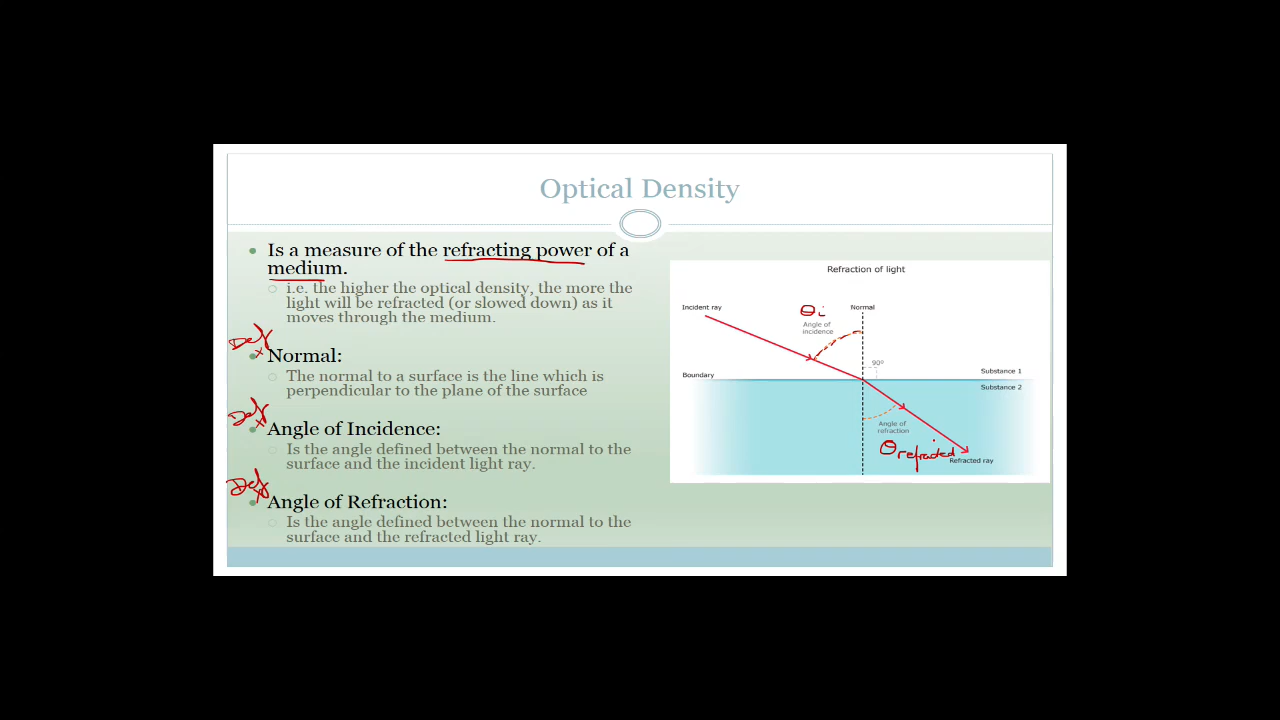 Optical Density
Is a measure of the refracting power of a
medium.
i.e. the higher the optical density, the more the
light will be refracted (or slowed down) as it
moves through the medium.
Defx
Normal:
The normal to a surface is the line which is
perpendicular to the plane of the surface
Defx
Angle of Incidence:
Is the angle defined between the normal to the
surface and the incident light ray.
Defx
Angle of Refraction:
Is the angle defined between the normal to the
surface and the refracted light ray.
Refraction of light
Incident ray
θi
Normal
Angle of
incidence
90º
Boundary
Substance 1
Substance 2
Angle of
refraction
θrefracted
Refracted ray